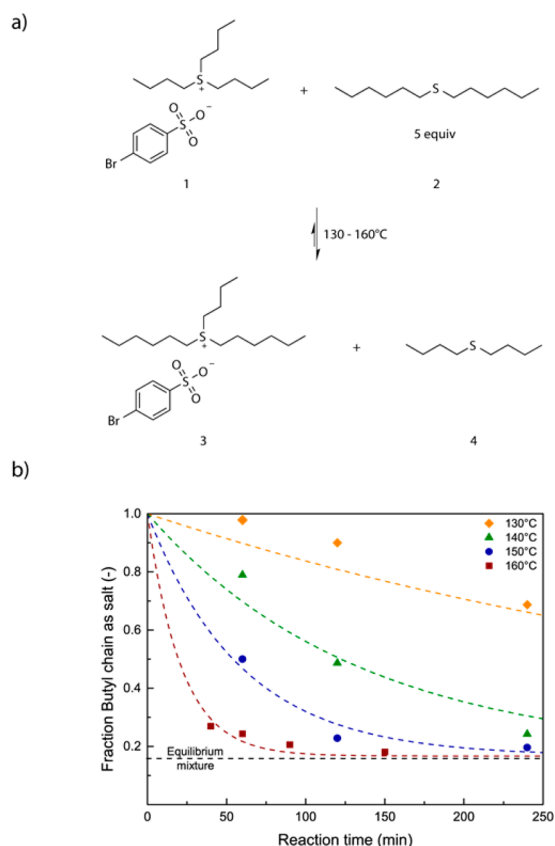 a)
S
+
S
O
O
O
−
Br
1
+
S
5 equiv
2
130 - 160°C
S
+
S
O
O
O
−
Br
3
+
S
4
b)
Fraction Butyl chain as salt (-)
1.0
0.8
0.6
0.4
0.2
130°C
140°C
150°C
160°C
Equilibrium
mixture
0 50 100 150 200 250
Reaction time (min)